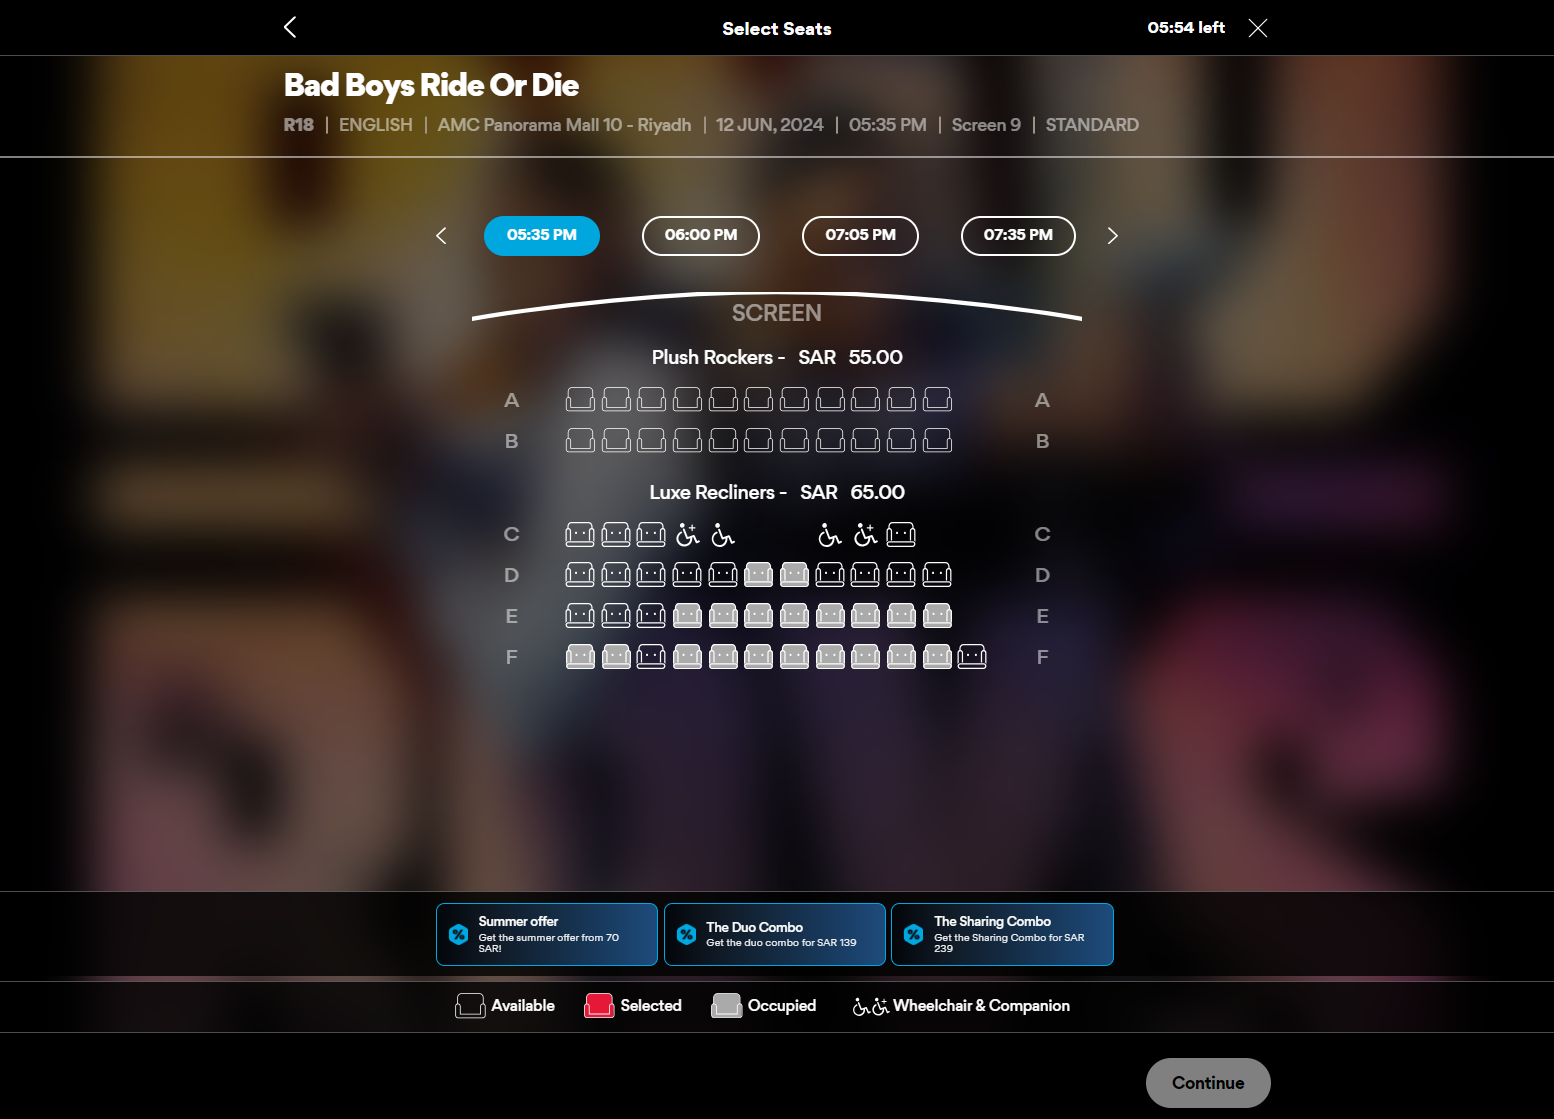 Select Seats
05:54 left
Bad Boys Ride Or Die
R18 | ENGLISH | AMC Panorama Mall 10 - Riyadh | 12 JUN, 2024 | 05:35 PM | Screen 9 | STANDARD
05:35 PM
06:00 PM
07:05 PM
07:35 PM
SCREEN
Plush Rockers - SAR 55.00
A A
B B
Luxe Recliners - SAR 65.00
C C
D D
E E
F F
Summer offer
Get the summer offer from 70
SAR!
The Duo Combo
Get the duo combo for SAR 139
The Sharing Combo
Get the Sharing Combo for SAR
239
Available
Selected
Occupied
Wheelchair & Companion
Continue